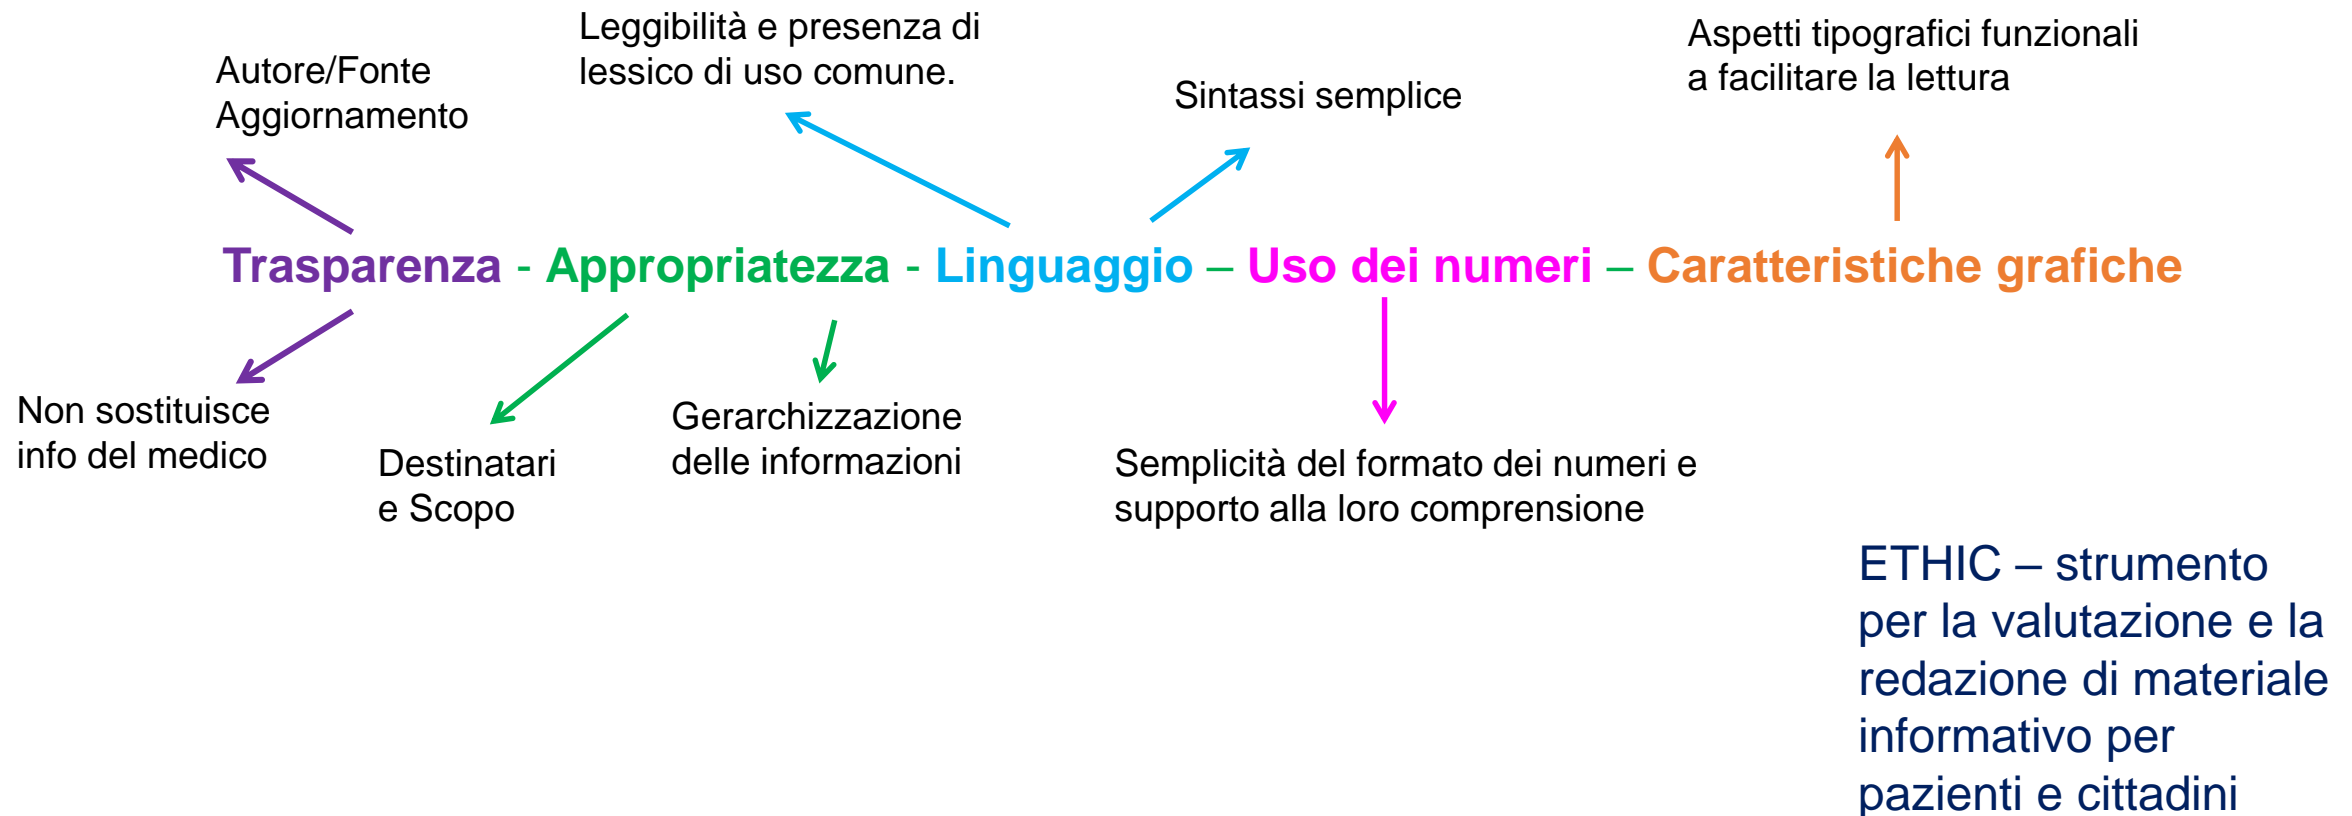 Leggibilità e presenza di
lessico di uso comune.
Aspetti tipografici funzionali
a facilitare la lettura
Autore/Fonte
Aggiornamento
Sintassi semplice
Trasparenza - Appropriatezza - Linguaggio – Uso dei numeri – Caratteristiche grafiche
Non sostituisce
info del medico
Destinatari
e Scopo
Gerarchizzazione
delle informazioni
Semplicità del formato dei numeri e
supporto alla loro comprensione
ETHIC – strumento
per la valutazione e la
redazione di materiale
informativo per
pazienti e cittadini